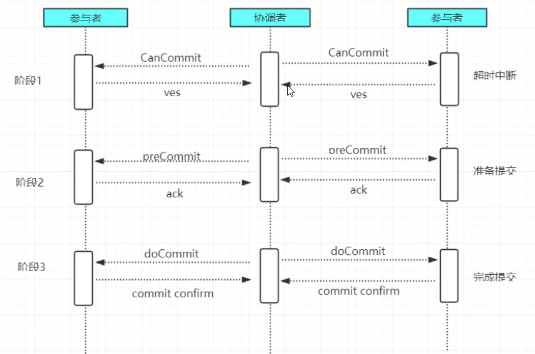 参与者 协调者 参与者
CanCommit CanCommit
阶段1 超时中断
yes yes
preCommit preCommit
阶段2 准备提交
ack ack
doCommit doCommit
阶段3 完成提交
commit confirm commit confirm